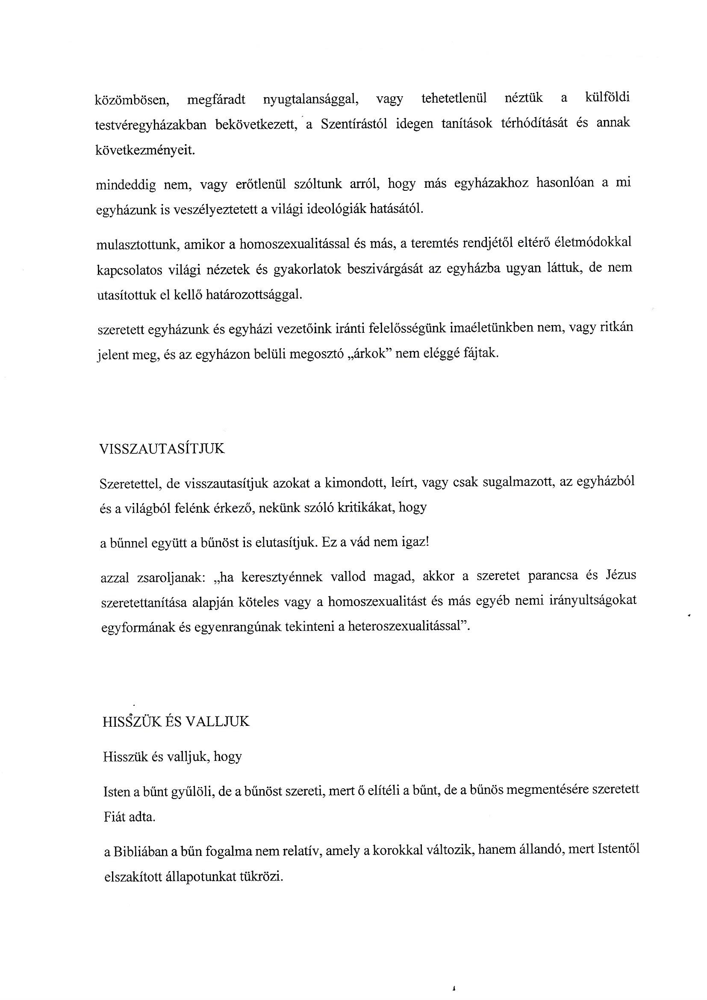 közömbösen, megfáradt nyugtalansággal, vagy tehetetlenül néztük a külföldi
testvéregyházakban bekövetkezett, a Szentírástól idegen tanítások térhódítását és annak
következményeit.
mindeddig nem, vagy erőtlenül szóltunk arról, hogy más egyházakhoz hasonlóan a mi
egyházunk is veszélyeztetett a világi ideológiák hatásától.
mulasztottunk, amikor a homoszexualitással és más, a teremtés rendjétől eltérő életmódokkal
kapcsolatos világi nézetek és gyakorlatok beszivárgását az egyházba ugyan láttuk, de nem
utasítottuk el kellő határozottsággal.
szeretett egyházunk és egyházi vezetőink iránti felelősségünk imaéletünkben nem, vagy ritkán
jelent meg, és az egyházon belüli megosztó „árkok” nem eléggé fájtak.
VISSZAUTASÍTJUK
Szeretettel, de visszautasítjuk azokat a kimondott, leírt, vagy csak sugalmazott, az egyházból
és a világból felénk érkező, nekünk szóló kritikákat, hogy
a bűnnel együtt a bűnöst is elutasítjuk. Ez a vád nem igaz!
azzal zsaroljanak: „ha keresztyénnek vallod magad, akkor a szeretet parancsa és Jézus
szeretettanítása alapján köteles vagy a homoszexualitást és más egyéb nemi irányultságokat
egyformának és egyenrangúnak tekinteni a heteroszexualitással”.
HISSZÜK ÉS VALLJUK
Hisszük és valljuk, hogy
Isten a bűnt gyűlöli, de a bűnöst szereti, mert ő elítéli a bűnt, de a bűnös megmentésére szeretett
Fiát adta.
a Bibliában a bűn fogalma nem relatív, amely a korokkal változik, hanem állandó, mert Istentől
elszakított állapotunkat tükrözi.